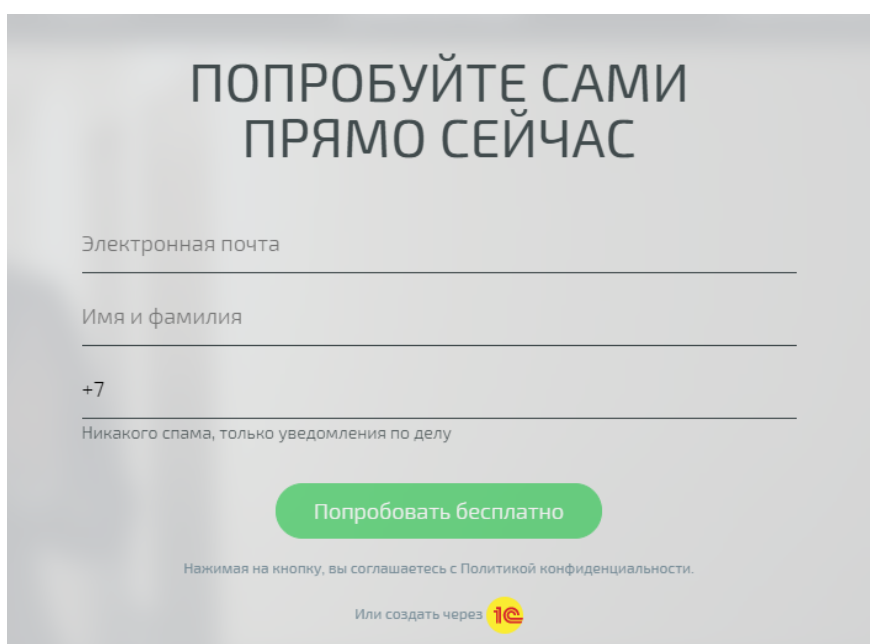 ПОПРОБУЙТЕ САМИ
ПРЯМО СЕЙЧАС
Электронная почта
Имя и фамилия
+7
Никакого спама, только уведомления по делу
Попробовать бесплатно
Нажимая на кнопку, вы соглашаетесь с Политикой конфиденциальности.
Или создать через 1С